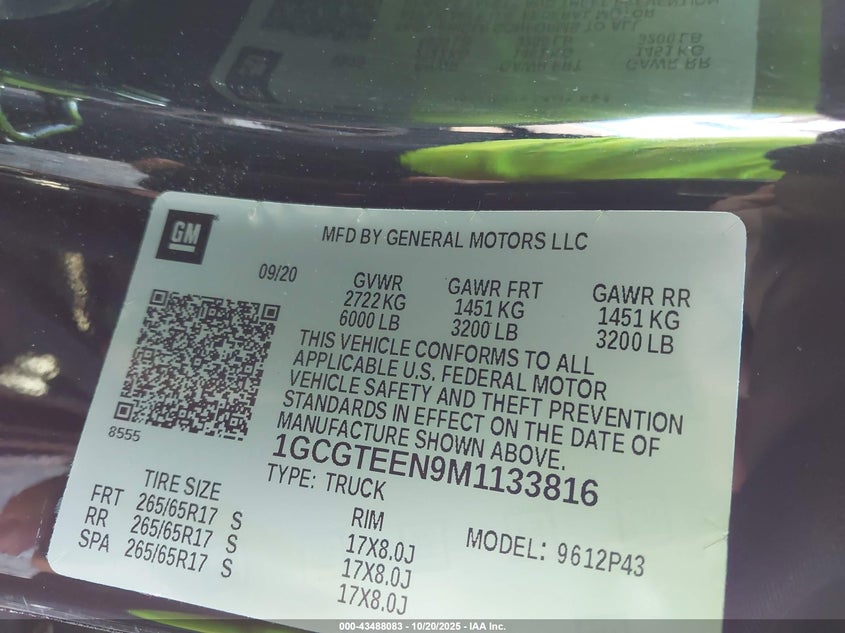 GM
MFD BY GENERAL MOTORS LLC
09/20
GVWR
2722 KG
6000 LB
GAWR FRT
1451 KG
3200 LB
GAWR RR
1451 KG
3200 LB
THIS VEHICLE CONFORMS TO ALL
APPLICABLE U.S. FEDERAL MOTOR
VEHICLE SAFETY AND THEFT PREVENTION
STANDARDS IN EFFECT ON THE DATE OF
MANUFACTURE SHOWN ABOVE.
8555
1GCGTEEN9M1133816
TYPE: TRUCK
TIRE SIZE
FRT 265/65R17 S
RR 265/65R17 S
SPA 265/65R17 S
RIM
17X8.0J
17X8.0J
17X8.0J
MODEL: 9612P43
000-43488083 - 10/20/2025 - IAA Inc.